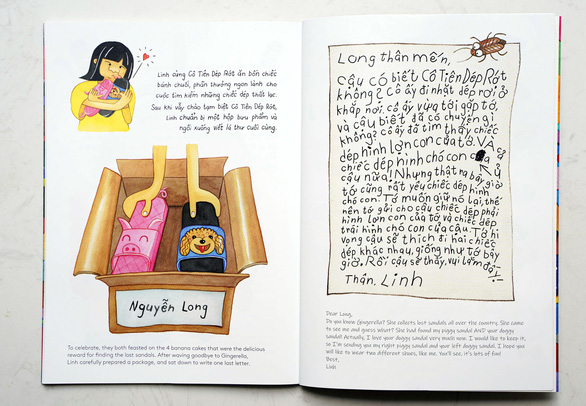 Linh cùng Cô Tiên Dép Rớt ăn bốn chiếc
bánh chuối, phần thưởng ngon lành cho
cuộc tìm kiếm những chiếc dép thất lạc.
Sau khi vẫy chào tạm biệt Cô Tiên Dép Rớt,
Linh chuẩn bị một hộp bưu phẩm và
ngồi xuống viết lá thư cuối cùng.
Nguyễn Long
To celebrate, they both feasted on the 4 banana cakes that were the delicious
reward for finding the lost sandals. After waving goodbye to Gingerella,
Linh carefully prepared a package, and sat down to write one last letter.
Long thân mến,
Cậu có biết Cô Tiên Dép Rớt
không? Cô ấy đi nhặt dép rơi ở
khắp nơi. Cô ấy vừa tới gặp tớ,
và cậu biết đã có chuyện gì
không? Cô ấy đã tìm thấy chiếc
dép hình lợn con của tớ. VÀ cả
chiếc dép hình chó con của
cậu nữa! Nhưng thật ra bây giờ
tớ cũng rất yêu chiếc dép hình
chó con. Tớ muốn giữ nó lại, thế
nên tớ gửi cho cậu chiếc dép phải
hình lợn con của tớ và chiếc dép
trái hình chó con của cậu. Tớ hi
vọng cậu sẽ thích đi hai chiếc
dép khác nhau, giống như tớ bây
giờ. Rồi cậu sẽ thấy, vui lắm đấy!
Thân, Linh
Dear Long,
Do you know Gingerella? She collects lost sandals all over the country. She came
to see me and guess what? She had found my piggy sandal AND your doggy
sandal! Actually, I love your doggy sandal very much now. I would like to keep it,
so I'm sending you my right piggy sandal and your left doggy sandal. I hope you
will like to wear two different shoes, like me. You'll see, it's lots of fun!
Best,
Linh